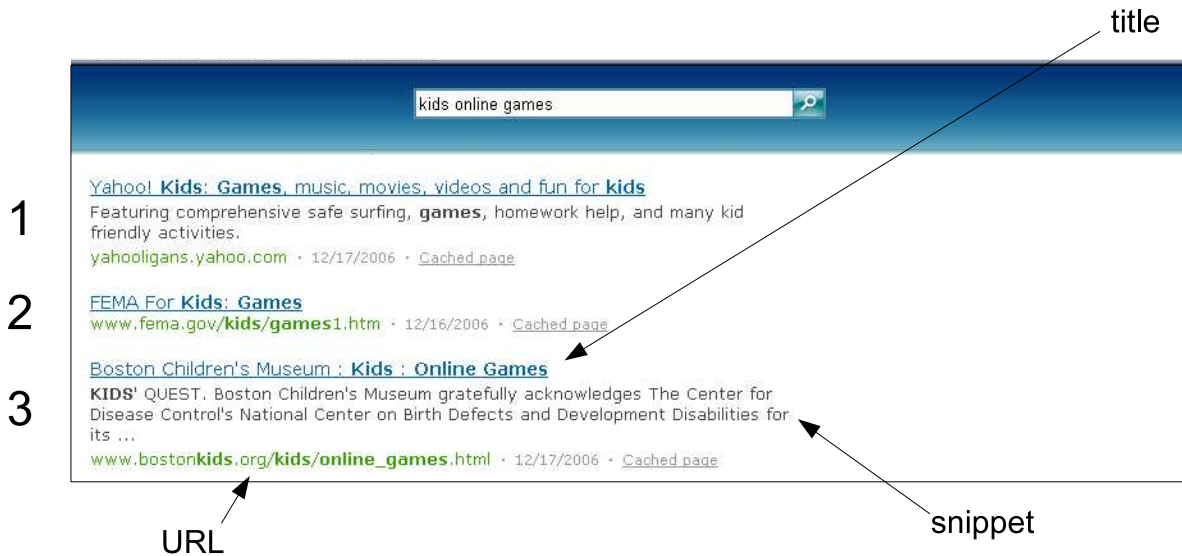 title
kids online games
Yahoo! Kids: Games, music, movies, videos and fun for kids
1
Featuring comprehensive safe surfing, games, homework help, and many kid
friendly activities.
yahooligans.yahoo.com · 12/17/2006 · Cached page
FEMA For Kids: Games
2
www.fema.gov/kids/games1.htm · 12/16/2006 · Cached page
Boston Children's Museum : Kids : Online Games
3
KIDS' QUEST. Boston Children's Museum gratefully acknowledges The Center for
Disease Control's National Center on Birth Defects and Development Disabilities for
its ...
www.bostonkids.org/kids/online_games.html · 12/17/2006 · Cached page
URL
snippet